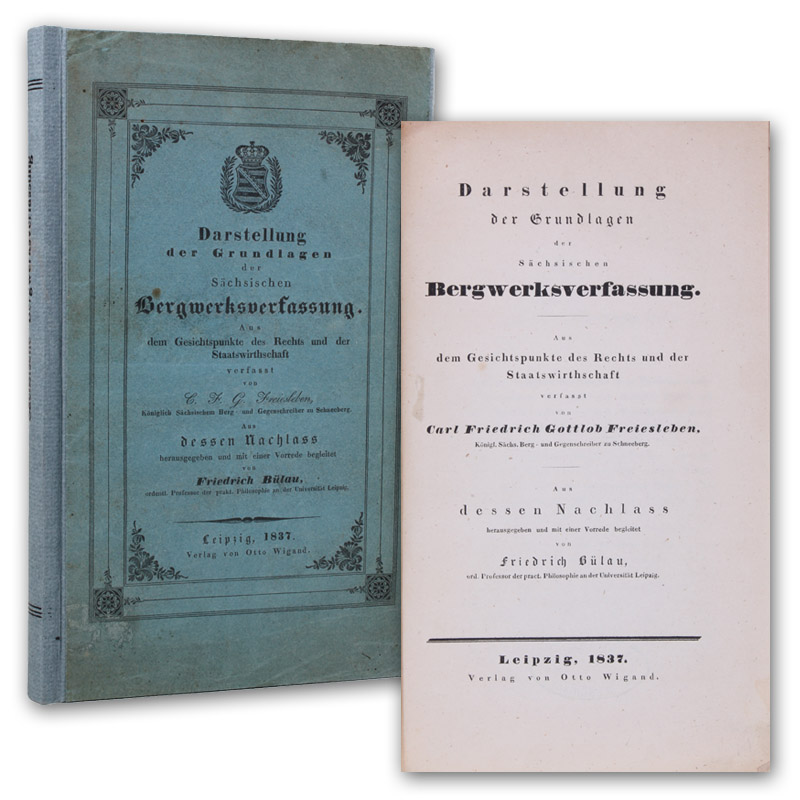 Darstellung
der Grundlagen
der
Sächsischen
Bergwerksverfassung.
Aus
dem Gesichtspunkte des Rechts und der
Staatswirthschaft
verfasst
von
C. F. G. Freiesleben,
Königlich Sächsischem Berg- und Gegenschreiber zu Schneeberg.
Aus
dessen Nachlass
herausgegeben und mit einer Vorrede begleitet
von
Friedrich Bülau,
ordentl. Professor der prakt. Philosophie an der Universität Leipzig.
Leipzig, 1837.
Verlag von Otto Wigand.
Darstellung
der Grundlagen
der
Sächsischen
Bergwerksverfassung.
Aus
dem Gesichtspunkte des Rechts und der
Staatswirthschaft
verfasst
von
Carl Friedrich Gottlob Freiesleben,
Königl. Sächs. Berg- und Gegenschreiber zu Schneeberg.
Aus
dessen Nachlass
herausgegeben und mit einer Vorrede begleitet
von
Friedrich Bülau,
ord. Professor der pract. Philosophie an der Universität Leipzig.
Leipzig, 1837.
Verlag von Otto Wigand.